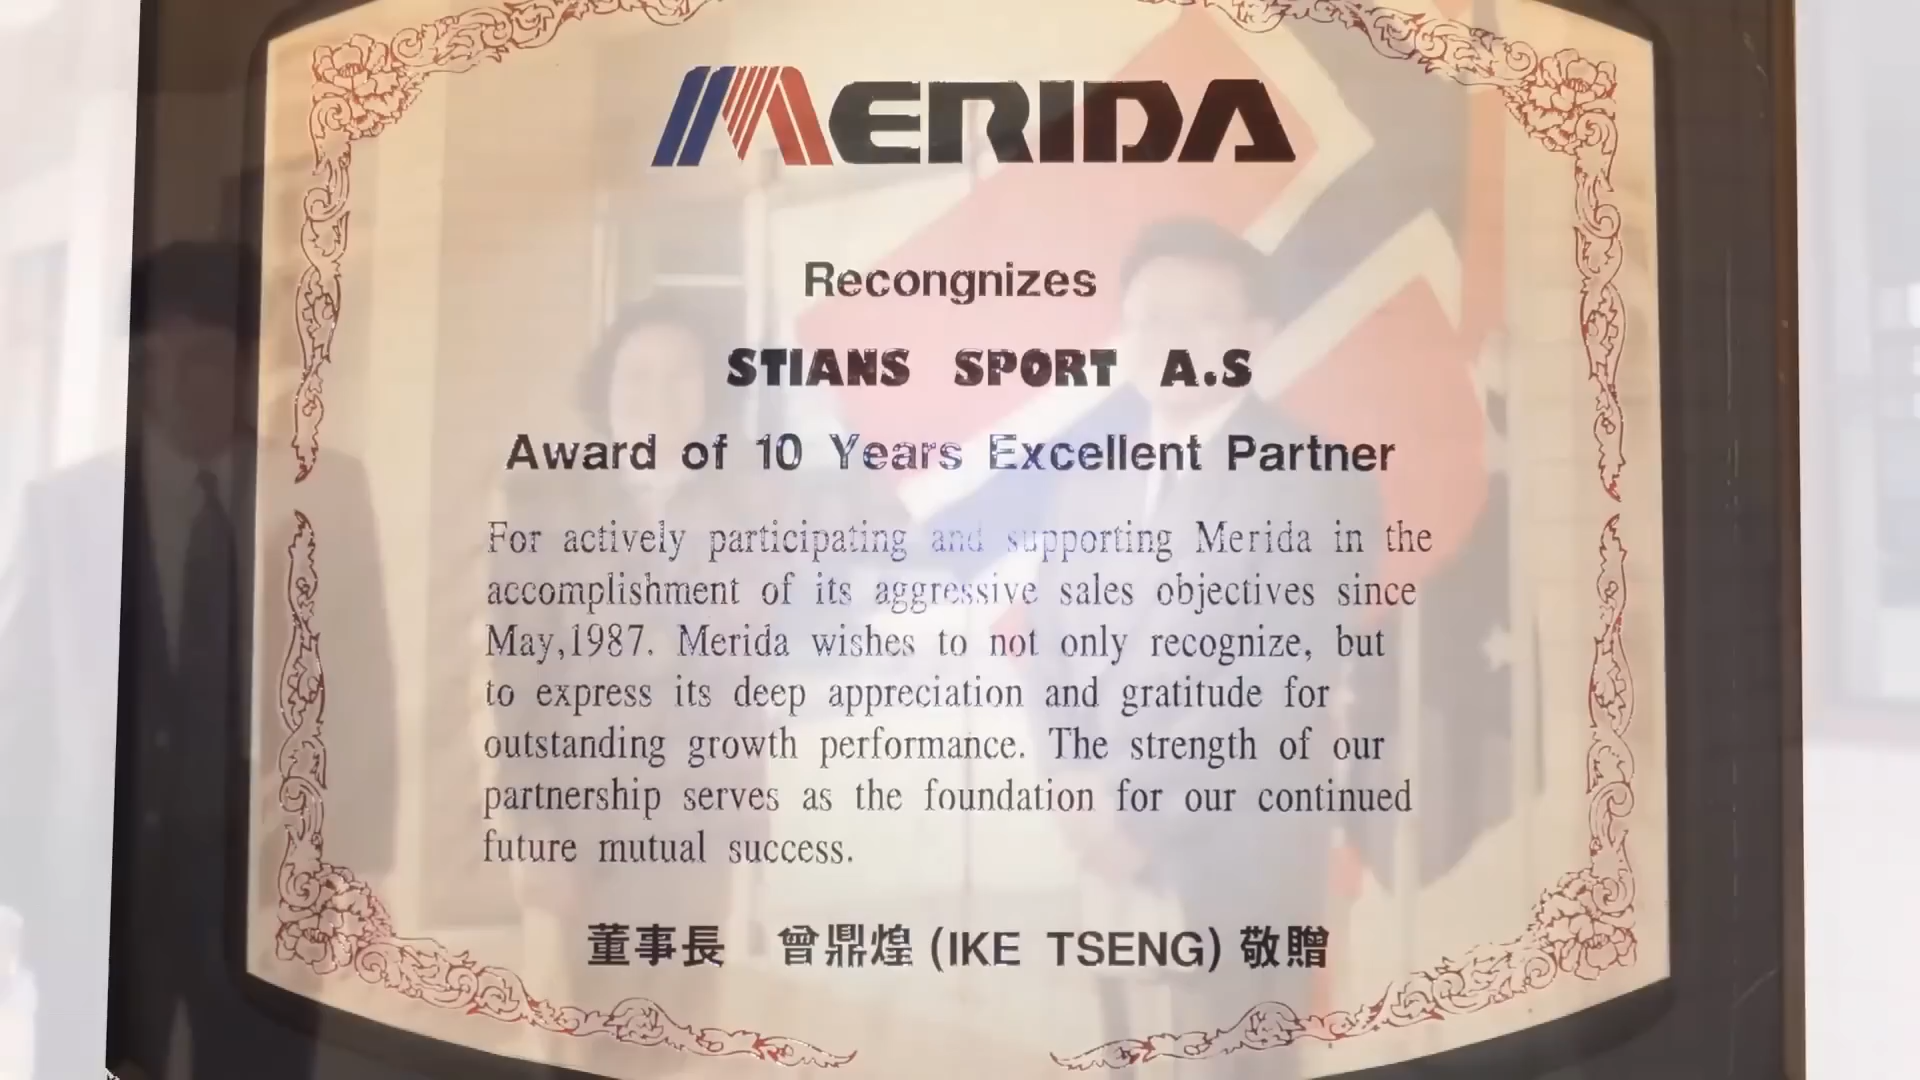 MERIDA
Recongnizes
STIANS SPORT A.S
Award of 10 Years Excellent Partner
For actively participating and supporting Merida in the
accomplishment of its aggressive sales objectives since
May,1987. Merida wishes to not only recognize, but
to express its deep appreciation and gratitude for
outstanding growth performance. The strength of our
partnership serves as the foundation for our continued
future mutual success.
董事長 曾鼎煌 (IKE TSENG) 敬贈